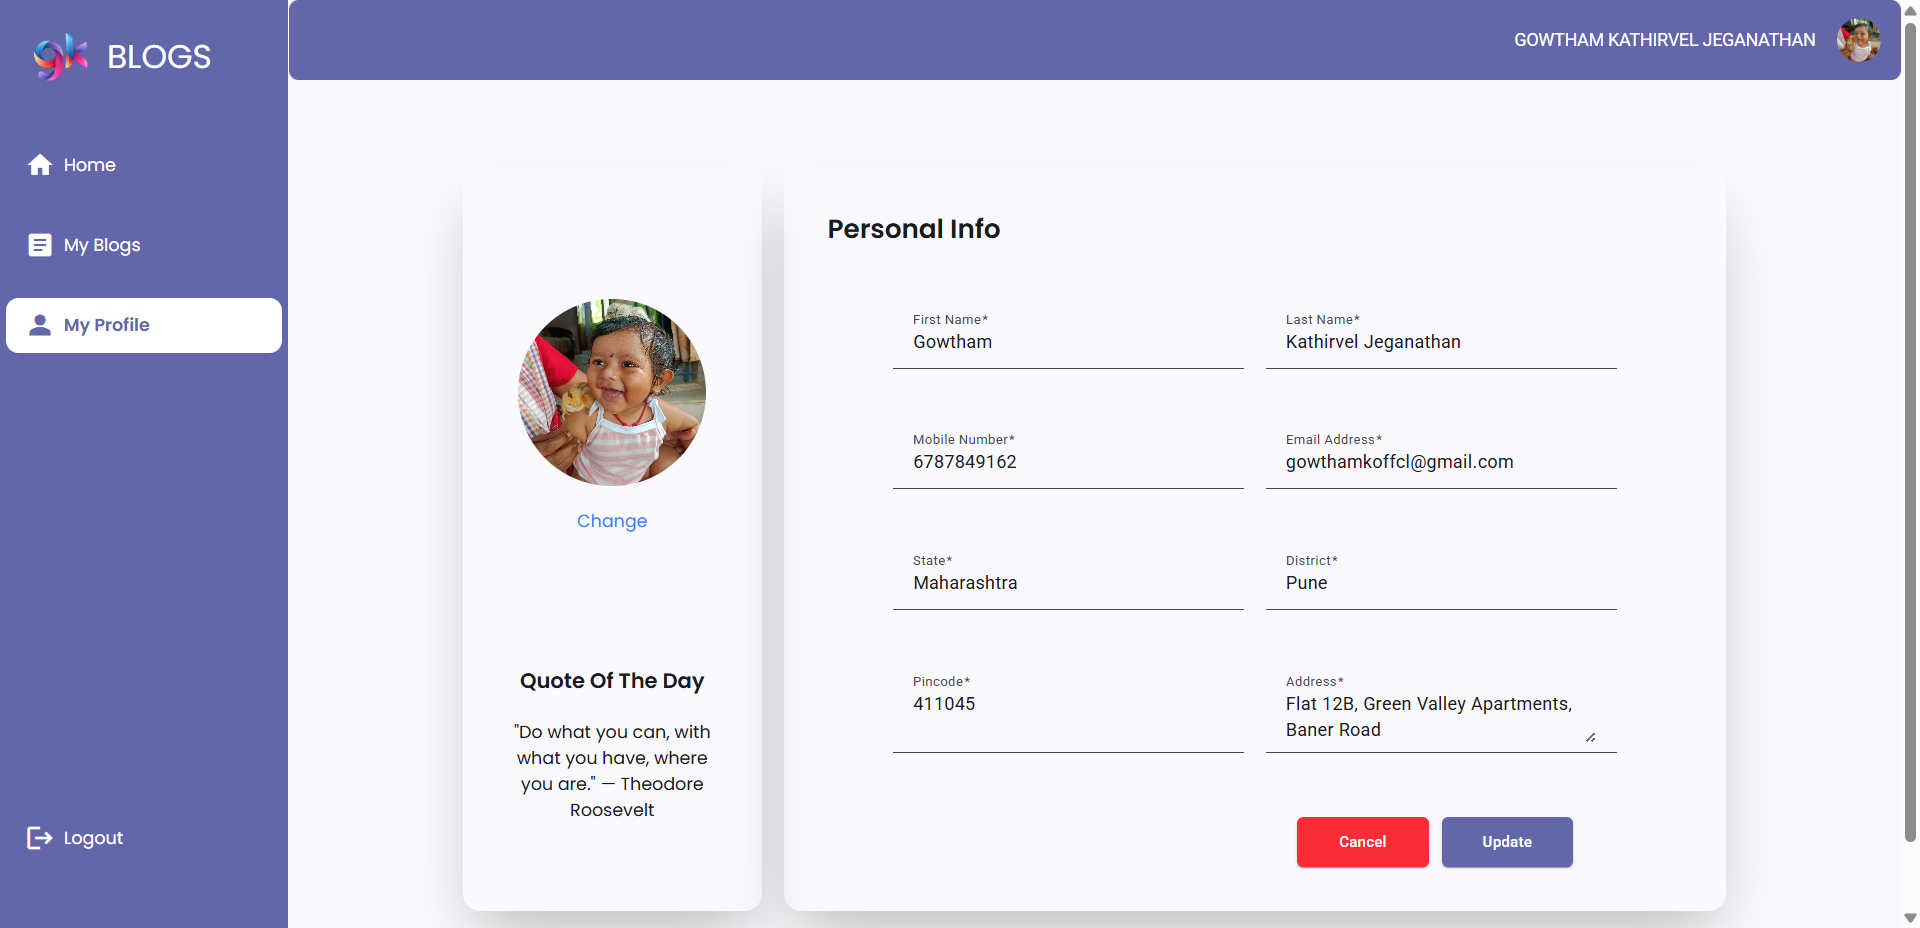 gk BLOGS
GOWTHAM KATHIRVEL JEGANATHAN
Home
My Blogs
My Profile
Logout
Change
Quote Of The Day
"Do what you can, with
what you have, where
you are." — Theodore
Roosevelt
Personal Info
First Name*
Gowtham
Last Name*
Kathirvel Jeganathan
Mobile Number*
6787849162
Email Address*
gowthamkoffcl@gmail.com
State*
Maharashtra
District*
Pune
Pincode*
411045
Address*
Flat 12B, Green Valley Apartments,
Baner Road
Cancel
Update